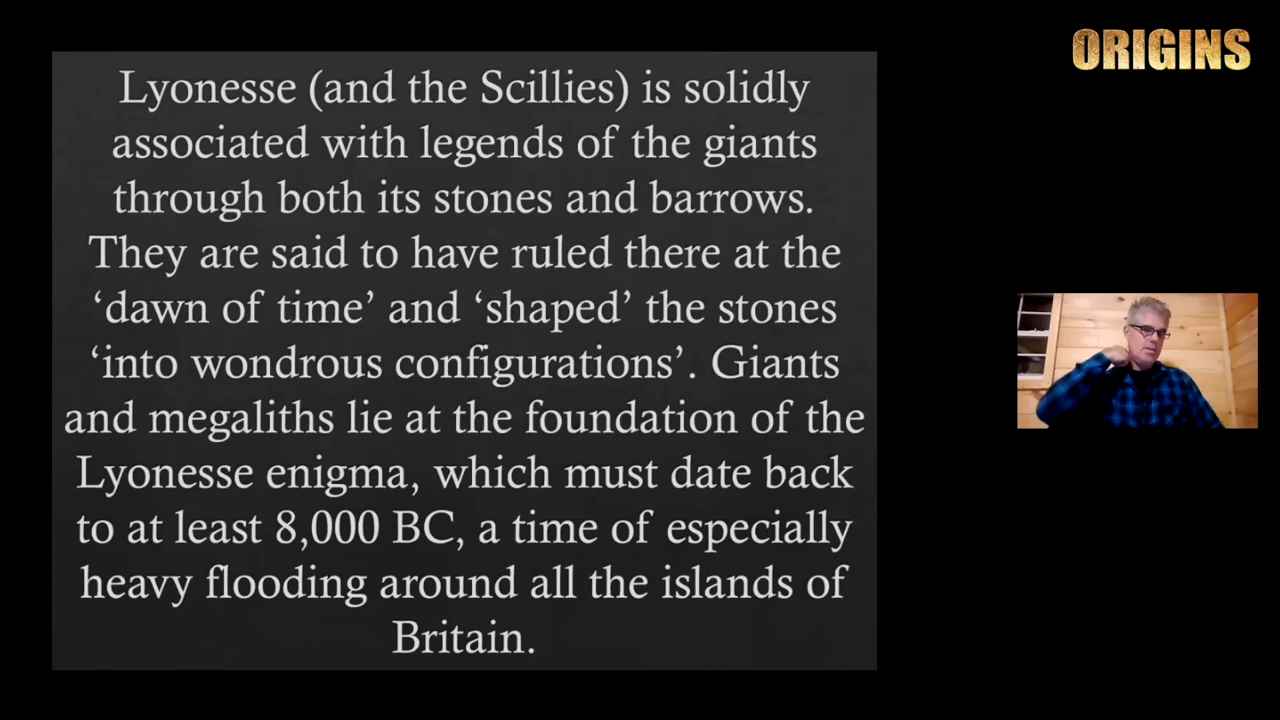 ORIGINS
Lyonesse (and the Scillies) is solidly
associated with legends of the giants
through both its stones and barrows.
They are said to have ruled there at the
‘dawn of time’ and ‘shaped’ the stones
‘into wondrous configurations’. Giants
and megaliths lie at the foundation of the
Lyonesse enigma, which must date back
to at least 8,000 BC, a time of especially
heavy flooding around all the islands of
Britain.